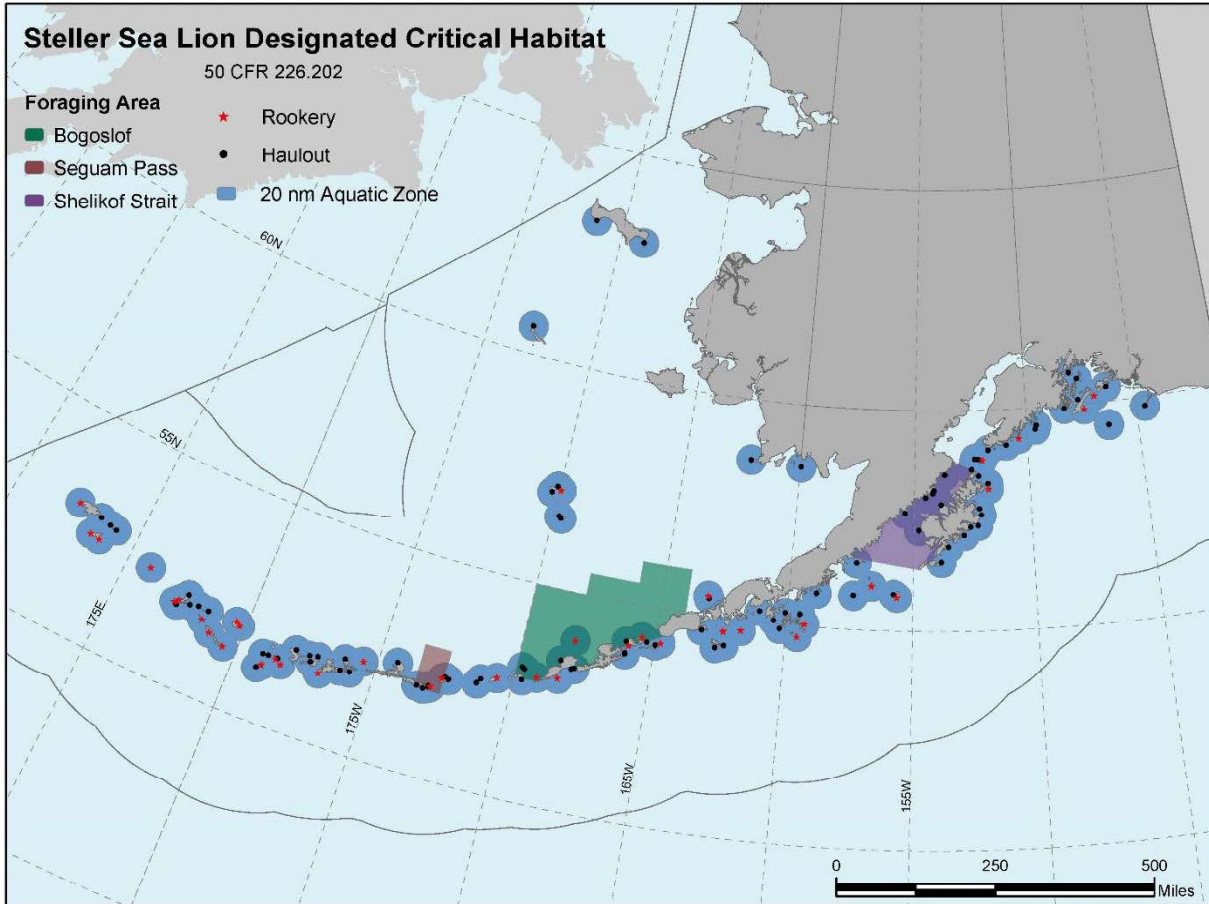 Steller Sea Lion Designated Critical Habitat
50 CFR 226.202
Foraging Area
Bogoslof
Seguam Pass
Shelikof Strait
Rookery
Haulout
20 nm Aquatic Zone
60N
55N
175E
175W
165W
155W
0 250 500
Miles